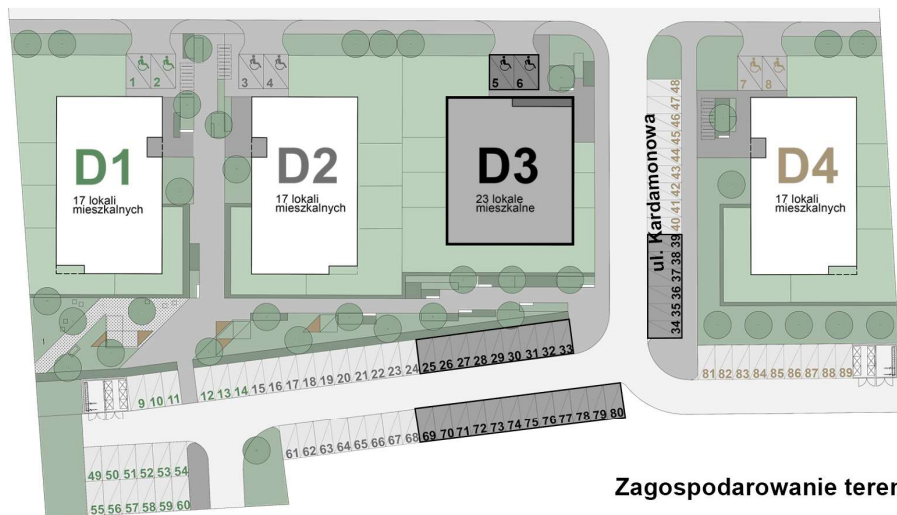 1 2
3 4
5 6
7 8
D1
17 lokali
mieszkalnych
D2
17 lokali
mieszkalnych
D3
23 lokale
mieszkalne
D4
17 lokali
mieszkalnych
ul. Kardamonowa
34 35 36 37 38 39 40 41 42 43 44 45 46 47 48
9 10 11
12 13 14 15 16 17 18 19 20 21 22 23 24 25 26 27 28 29 30 31 32 33
81 82 83 84 85 86 87 88 89
61 62 63 64 65 66 67 68 69 70 71 72 73 74 75 76 77 78 79 80
49 50 51 52 53 54
55 56 57 58 59 60
Zagospodarowanie teren